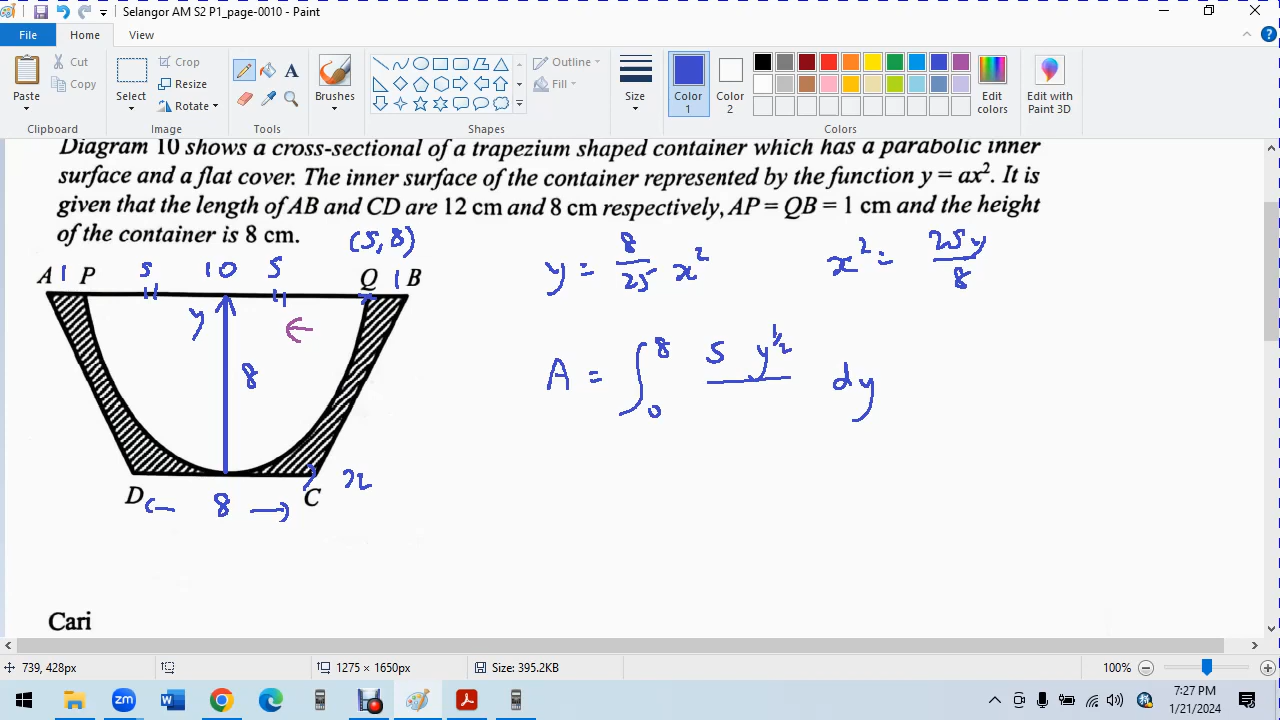 Selangor AM S2 P1_page-0010 - Paint
File Home View
Paste Cut Copy Clipboard
Select Crop Resize Rotate Image
Tools
Brushes
Shapes Outline Fill
Size
Color 1 Color 2 Colors Edit colors
Edit with Paint 3D
Diagram 10 shows a cross-sectional of a trapezium shaped container which has a parabolic inner
surface and a flat cover. The inner surface of the container represented by the function y = ax². It is
given that the length of AB and CD are 12 cm and 8 cm respectively, AP = QB = 1 cm and the height
of the container is 8 cm.
(5, 8)
y = 8/25 x²
x² = 25y/8
A 1 P 5 10 5 Q 1 B
y
8
A = ∫₀⁸ 5 y^½ dy
x
D 8 C
Cari
739, 428px
1275 × 1650px
Size: 395.2KB
100%
zm
W
7:27 PM
1/21/2024